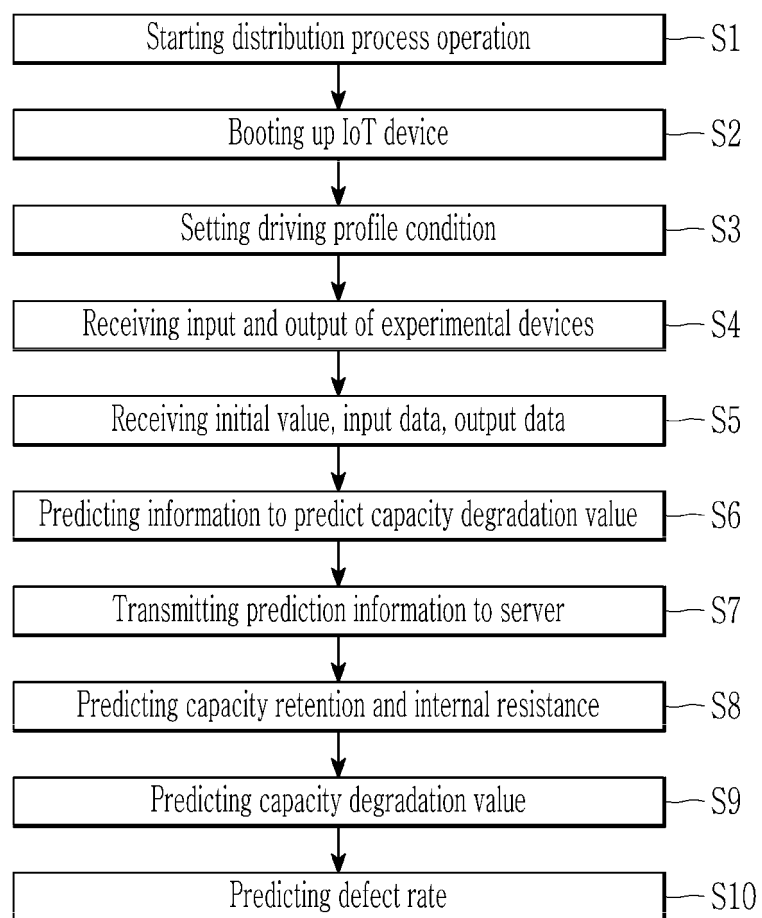 Starting distribution process operation S1
Booting up IoT device S2
Setting driving profile condition S3
Receiving input and output of experimental devices S4
Receiving initial value, input data, output data S5
Predicting information to predict capacity degradation value S6
Transmitting prediction information to server S7
Predicting capacity retention and internal resistance S8
Predicting capacity degradation value S9
Predicting defect rate S10